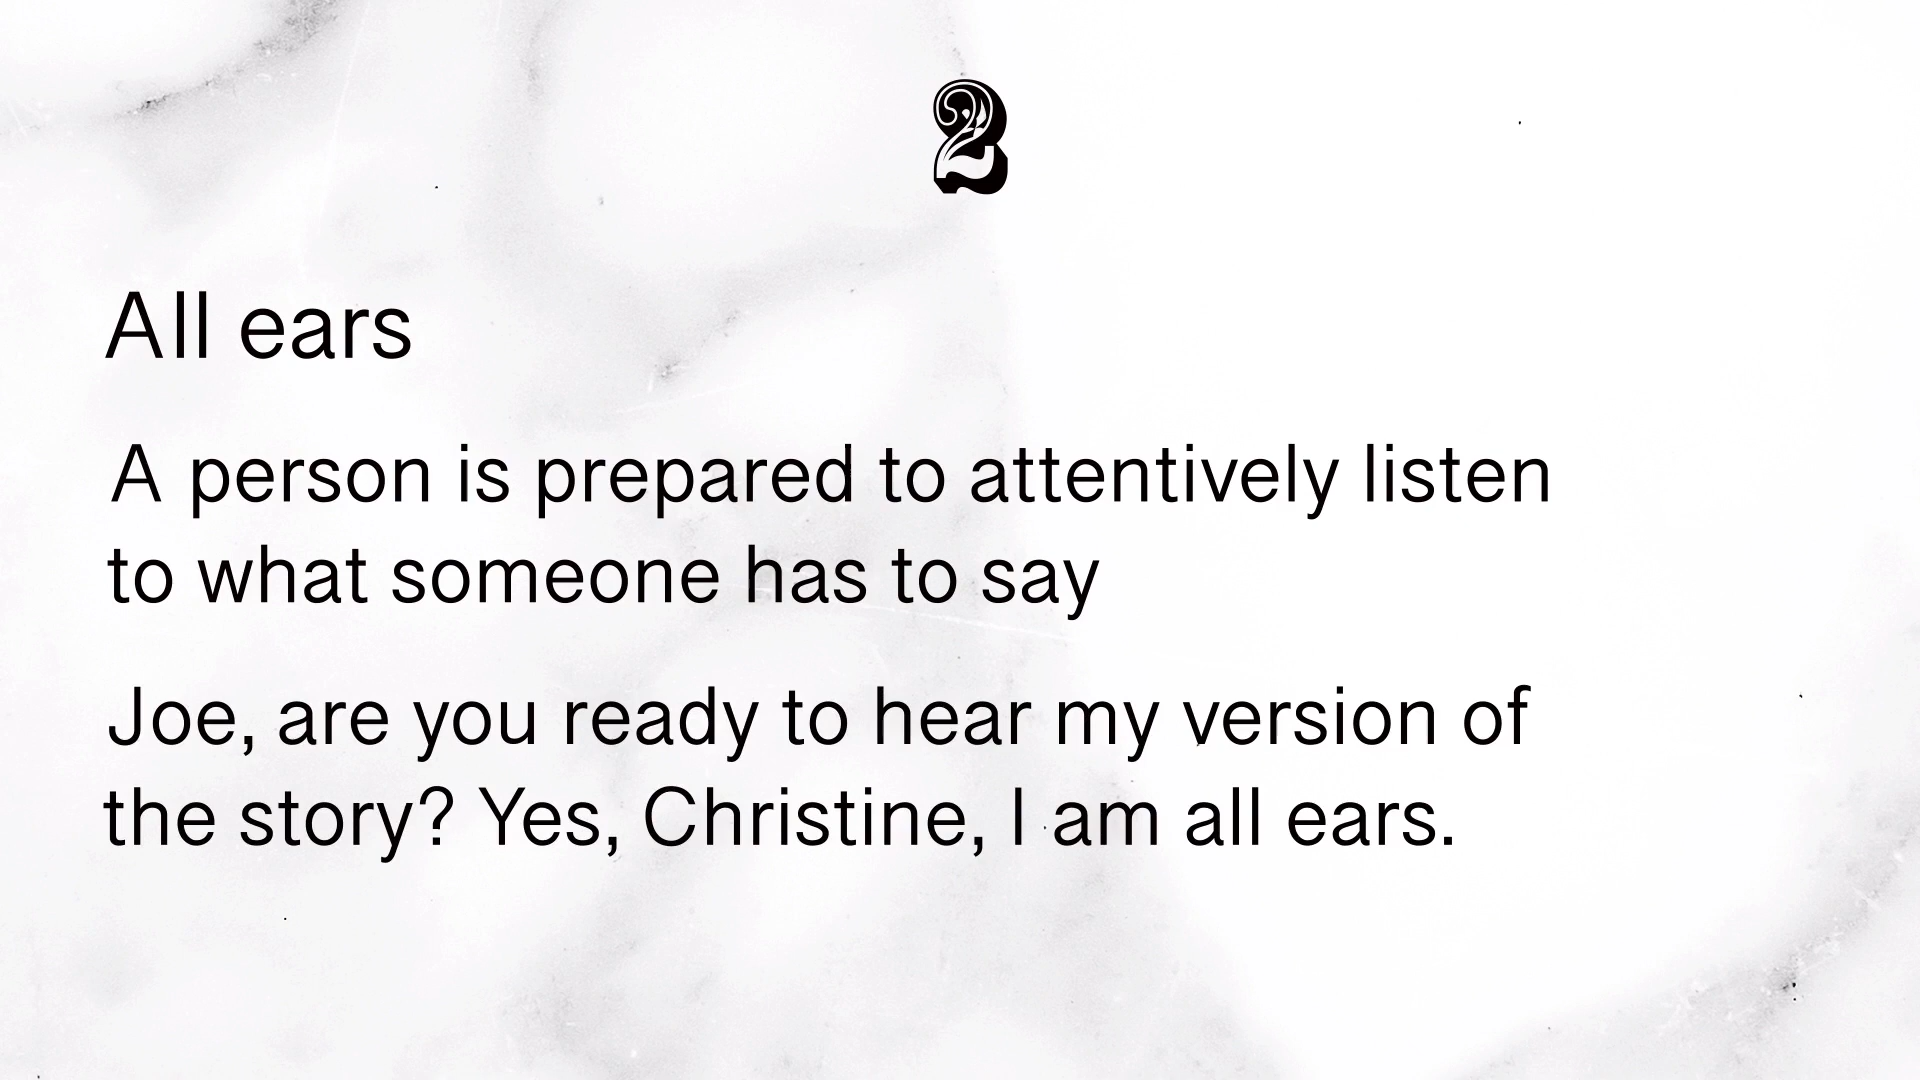 2
All ears
A person is prepared to attentively listen
to what someone has to say
Joe, are you ready to hear my version of
the story? Yes, Christine, I am all ears.